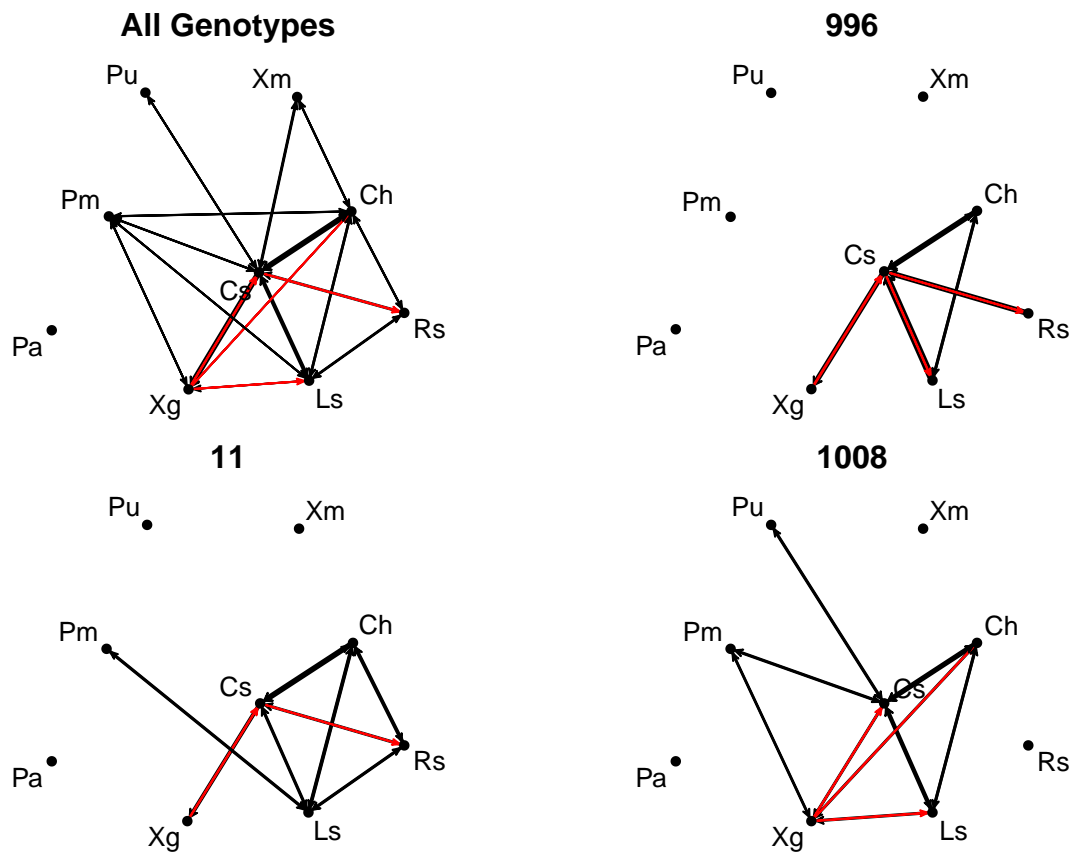 All Genotypes
Pu
Xm
Pm
Ch
Cs
Pa
Rs
Xg
Ls
996
Pu
Xm
Pm
Ch
Cs
Pa
Rs
Xg
Ls
11
Pu
Xm
Pm
Ch
Cs
Pa
Rs
Xg
Ls
1008
Pu
Xm
Pm
Ch
Cs
Pa
Rs
Xg
Ls